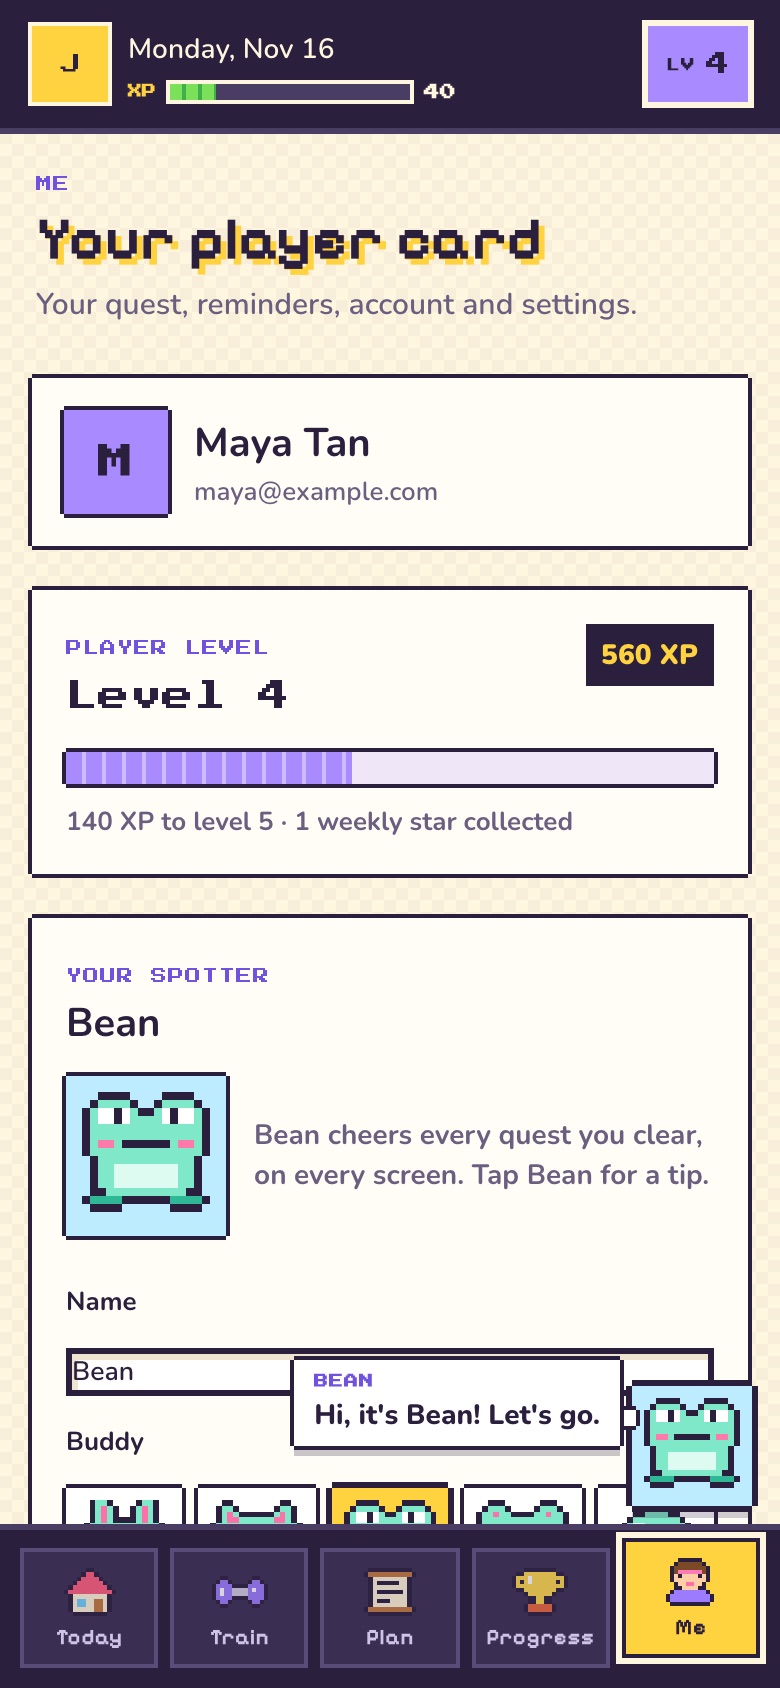 J
Monday, Nov 16
XP 40
LV 4
ME
Your player card
Your quest, reminders, account and settings.
M
Maya Tan
maya@example.com
PLAYER LEVEL
560 XP
Level 4
140 XP to level 5 · 1 weekly star collected
YOUR SPOTTER
Bean
Bean cheers every quest you clear,
on every screen. Tap Bean for a tip.
Name
Bean
BEAN
Hi, it's Bean! Let's go.
Buddy
Today
Train
Plan
Progress
Me